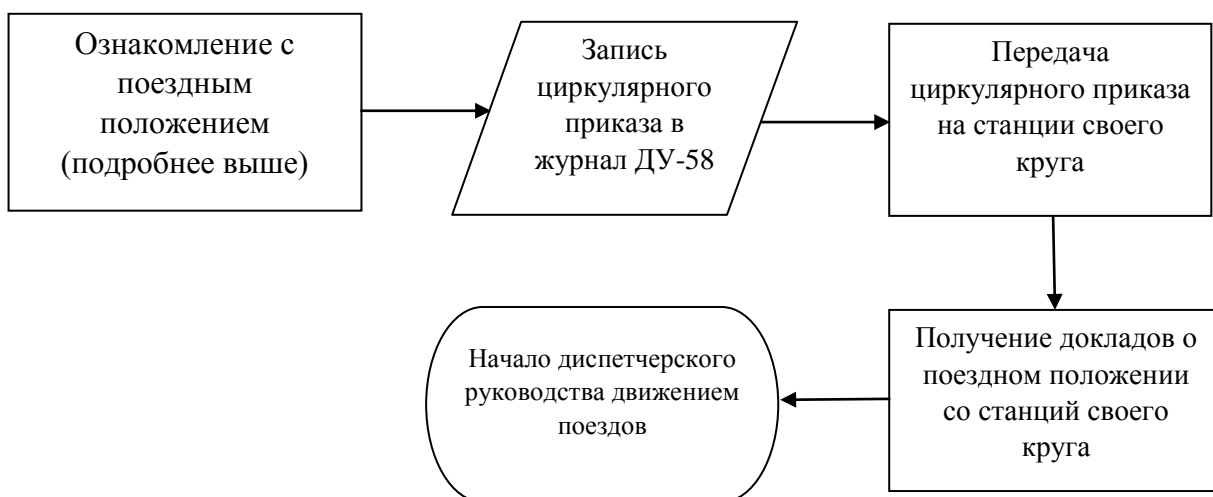 Ознакомление с
поездным
положением
(подробнее выше)
Запись
циркулярного
приказа в
журнал ДУ-58
Передача
циркулярного приказа
на станции своего
круга
Получение докладов о
поездном положении
со станций своего
круга
Начало диспетчерского
руководства движением
поездов